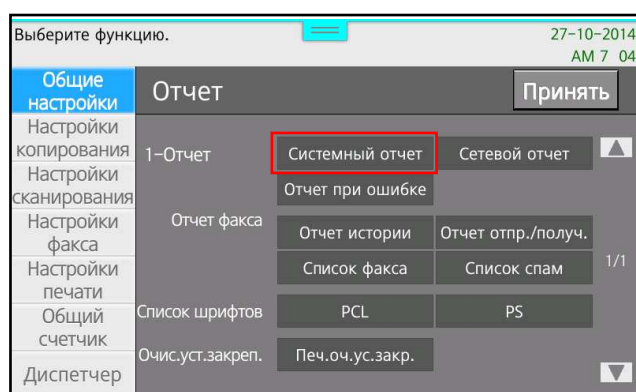 Выберите функцию.
27-10-2014
AM 7 04
Общие
настройки
Отчет
Принять
Настройки
копирования
Настройки
сканирования
Настройки
факса
Настройки
печати
Общий
счетчик
Диспетчер
1-Отчет
Системный отчет
Сетевой отчет
Отчет при ошибке
Отчет факса
Отчет истории
Отчет отпр./получ.
Список факса
Список спам
1/1
Список шрифтов
PCL
PS
Очис.уст.закреп.
Печ.оч.ус.закр.